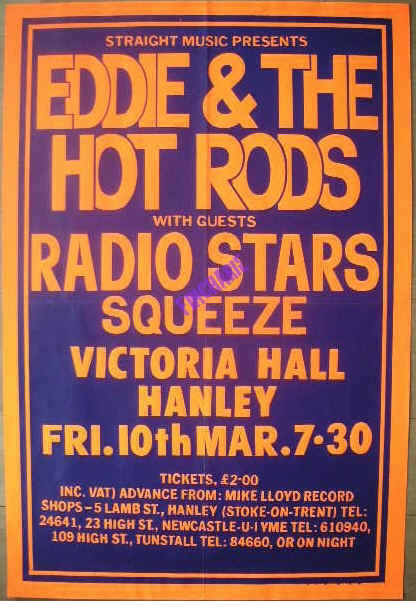 STRAIGHT MUSIC PRESENTS
EDDIE & THE
HOT RODS
WITH GUESTS
RADIO STARS
SQUEEZE
VICTORIA HALL
HANLEY
FRI. 10th MAR. 7·30
TICKETS, £2·00
INC. VAT) ADVANCE FROM: MIKE LLOYD RECORD
SHOPS – 5 LAMB ST., HANLEY (STOKE-ON-TRENT) TEL:
24641, 23 HIGH ST., NEWCASTLE-U-LYME TEL: 610940,
109 HIGH ST., TUNSTALL TEL: 84660, OR ON NIGHT